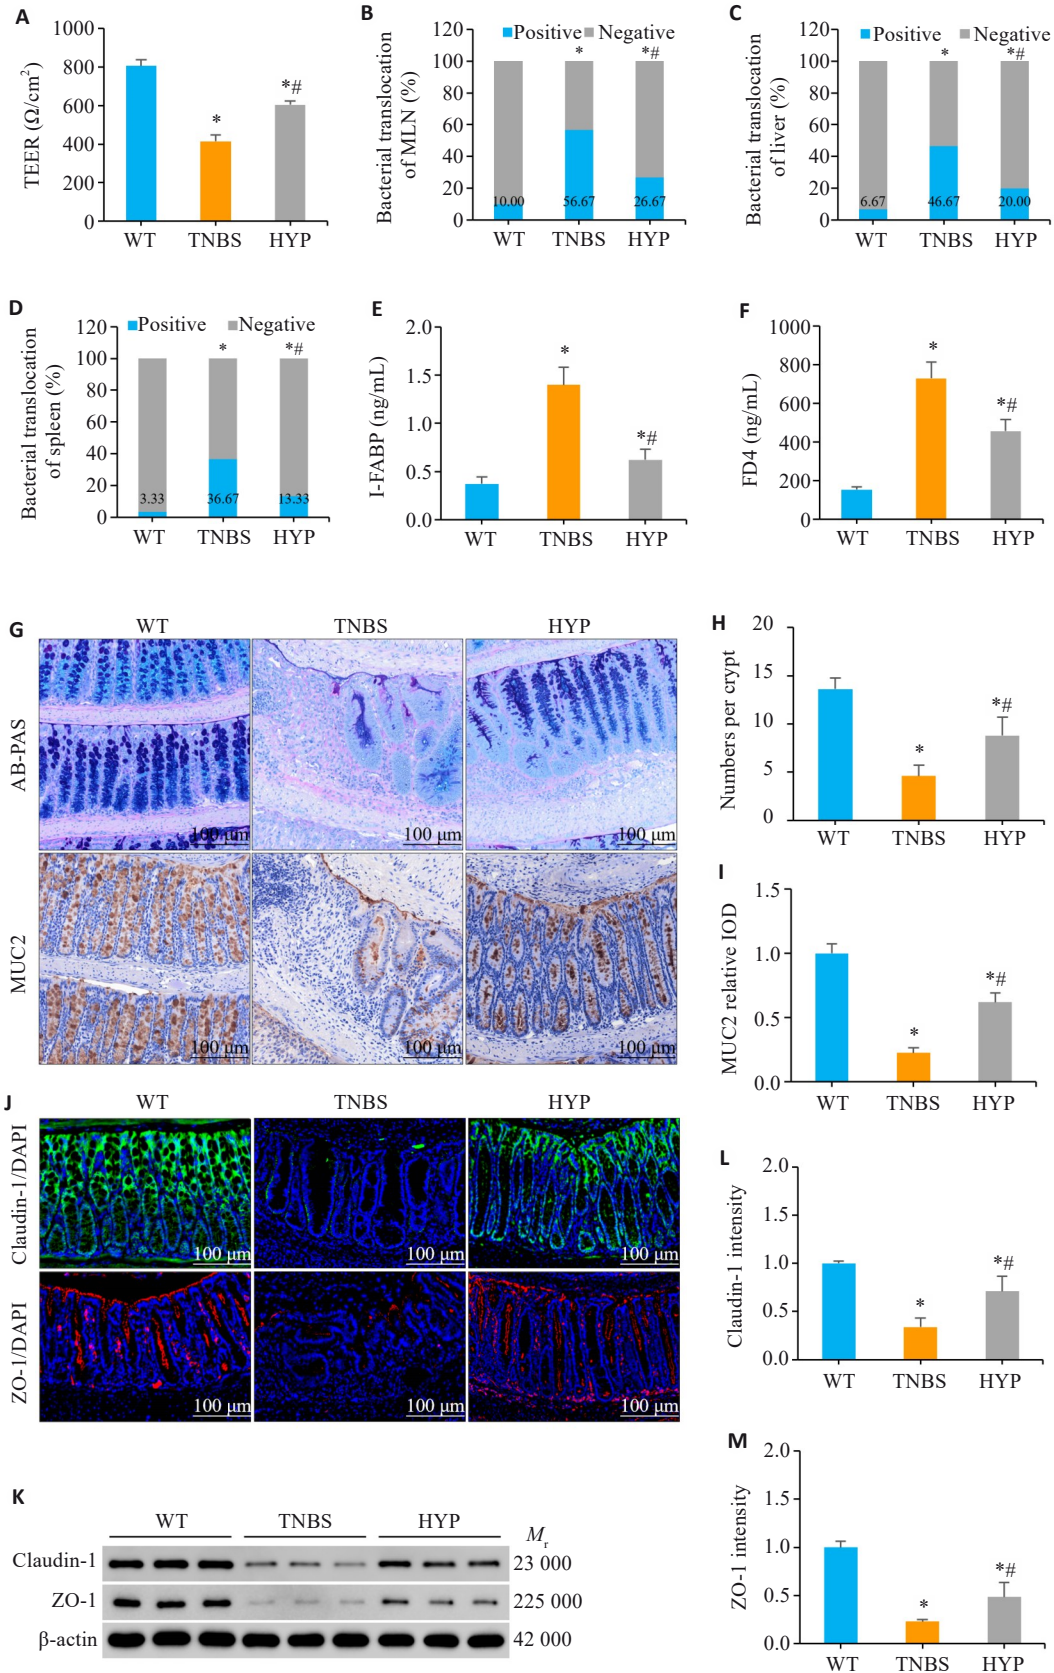 A
TEER (Ω/cm²)
1000
800
600
400
200
0
*
*#
WT TNBS HYP
B
Bacterial translocation
of MLN (%)
Positive Negative
120
100
80
60
40
20
0
*
*#
10.00 56.67 26.67
WT TNBS HYP
C
Bacterial translocation
of liver (%)
Positive Negative
120
100
80
60
40
20
0
*
*#
6.67 46.67 20.00
WT TNBS HYP
D
Bacterial translocation
of spleen (%)
Positive Negative
120
100
80
60
40
20
0
*
*#
3.33 36.67 13.33
WT TNBS HYP
E
I-FABP (ng/mL)
2.0
1.5
1.0
0.5
0.0
*
*#
WT TNBS HYP
F
FD4 (ng/mL)
1000
800
600
400
200
0
*
*#
WT TNBS HYP
G
WT TNBS HYP
AB-PAS
100 μm 100 μm 100 μm
MUC2
100 μm 100 μm 100 μm
H
Numbers per crypt
20
15
10
5
0
*
*#
WT TNBS HYP
I
MUC2 relative IOD
1.5
1.0
0.5
0.0
*
*#
WT TNBS HYP
J
WT TNBS HYP
Claudin-1/DAPI
100 μm 100 μm 100 μm
ZO-1/DAPI
100 μm 100 μm 100 μm
L
Claudin-1 intensity
2.0
1.5
1.0
0.5
0.0
*
*#
WT TNBS HYP
K
WT TNBS HYP Mr
Claudin-1 23 000
ZO-1 225 000
β-actin 42 000
M
ZO-1 intensity
2.0
1.5
1.0
0.5
0.0
*
*#
WT TNBS HYP